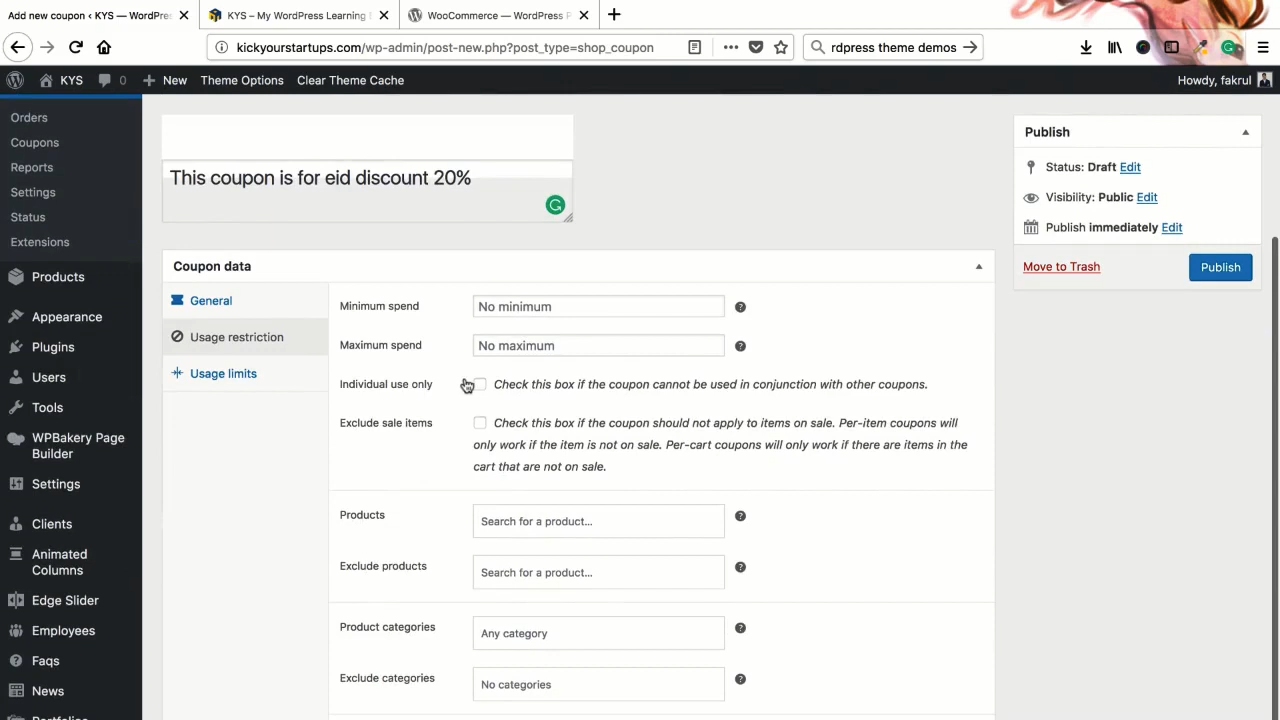 Add new coupon ‹ KYS — WordPres
KYS – My WordPress Learning
WooCommerce — WordPress P
kickyourstartups.com/wp-admin/post-new.php?post_type=shop_coupon
rdpress theme demos
KYS
0
New
Theme Options
Clear Theme Cache
Howdy, fakrul
Orders
Coupons
Reports
Settings
Status
Extensions
Products
Appearance
Plugins
Users
Tools
WPBakery Page
Builder
Settings
Clients
Animated
Columns
Edge Slider
Employees
Faqs
News
This coupon is for eid discount 20%
Coupon data
General
Usage restriction
Usage limits
Minimum spend
No minimum
Maximum spend
No maximum
Individual use only
Check this box if the coupon cannot be used in conjunction with other coupons.
Exclude sale items
Check this box if the coupon should not apply to items on sale. Per-item coupons will
only work if the item is not on sale. Per-cart coupons will only work if there are items in the
cart that are not on sale.
Products
Search for a product…
Exclude products
Search for a product…
Product categories
Any category
Exclude categories
No categories
Publish
Status: Draft Edit
Visibility: Public Edit
Publish immediately Edit
Move to Trash
Publish